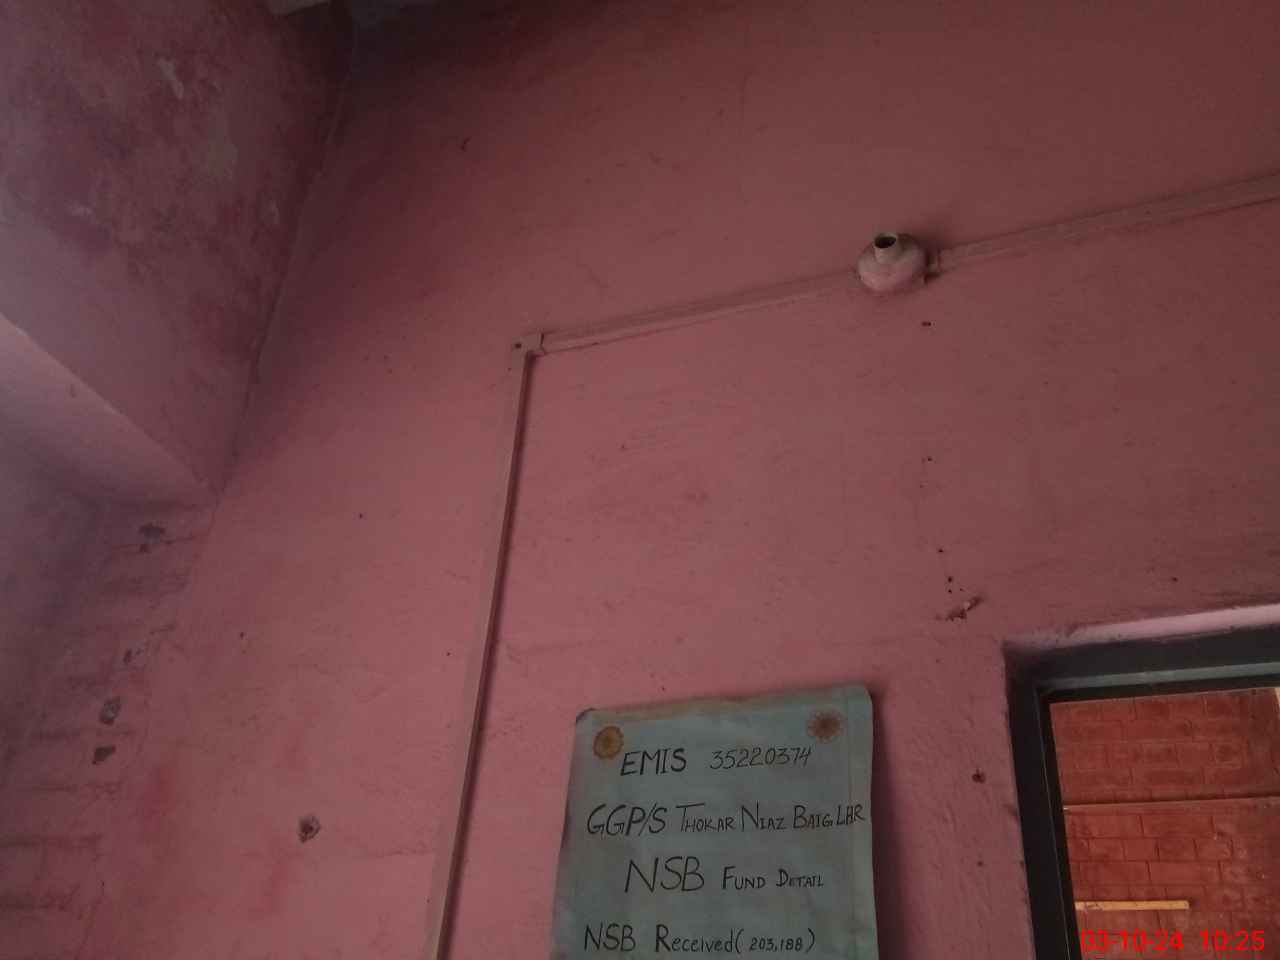 EMIS 35220374
GGP/S THOKAR NIAZ BAIG LHR
NSB FUND DETAIL
NSB Received(203,188)
03-10-24 10:25